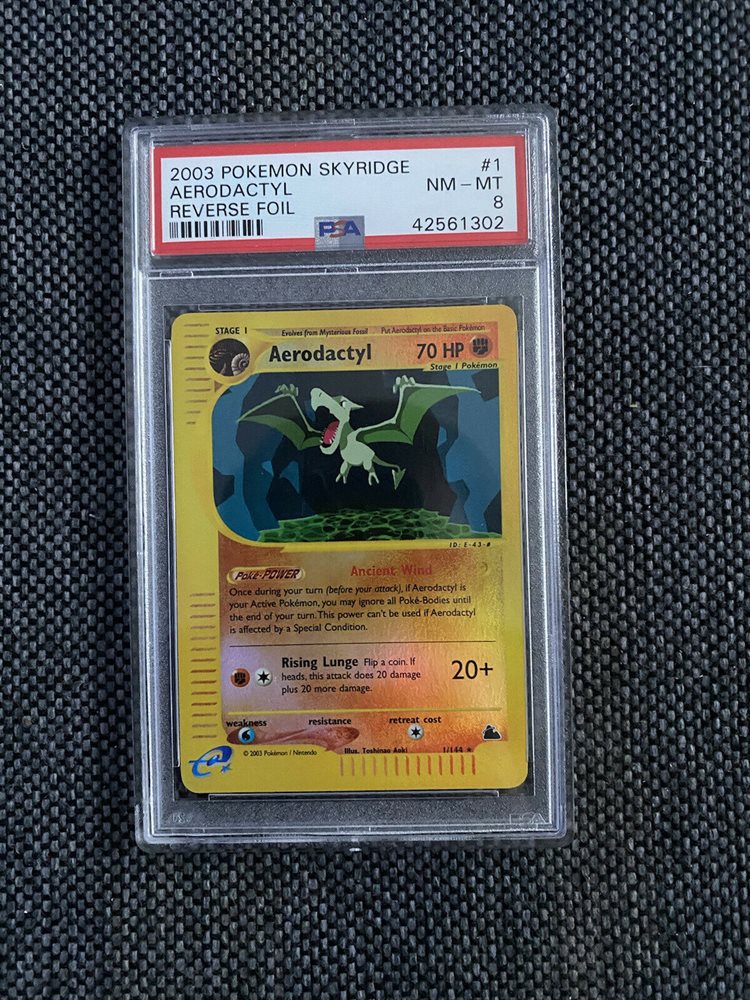 2003 POKEMON SKYRIDGE #1
AERODACTYL NM – MT
REVERSE FOIL 8
PSA 42561302
STAGE 1 Evolves from Mysterious Fossil Put Aerodactyl on the Basic Pokémon
Aerodactyl 70 HP
Stage 1 Pokémon
ID: E-43-#
Poké-POWER Ancient Wind
Once during your turn (before your attack), if Aerodactyl is
your Active Pokémon, you may ignore all Poké-Bodies until
the end of your turn. This power can't be used if Aerodactyl
is affected by a Special Condition.
Rising Lunge Flip a coin. If
heads, this attack does 20 damage
plus 20 more damage.
20+
weakness resistance retreat cost
e
© 2003 Pokémon / Nintendo Illus. Toshinao Aoki 1/144 ★
PSA